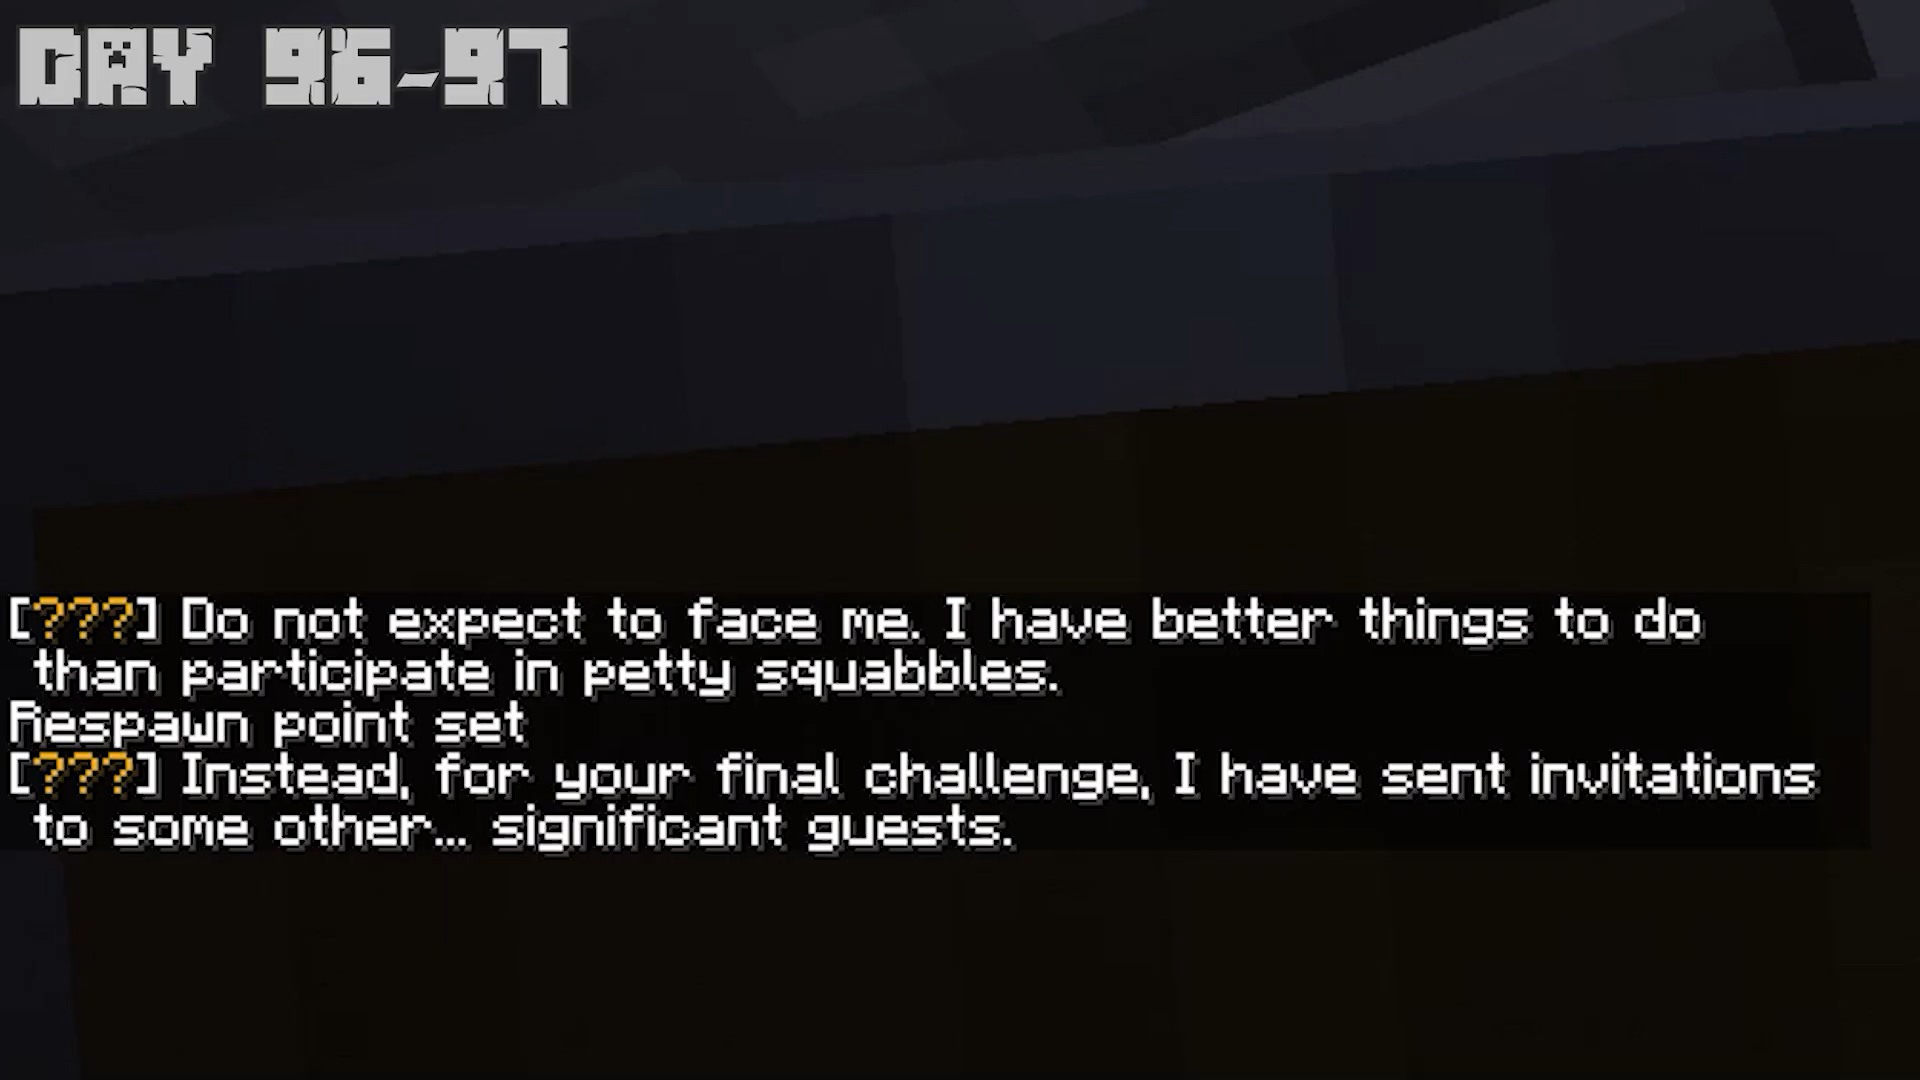 DAY 96-97
[???] Do not expect to face me. I have better things to do
than participate in petty squabbles.
Respawn point set
[???] Instead, for your final challenge, I have sent invitations
to some other... significant guests.